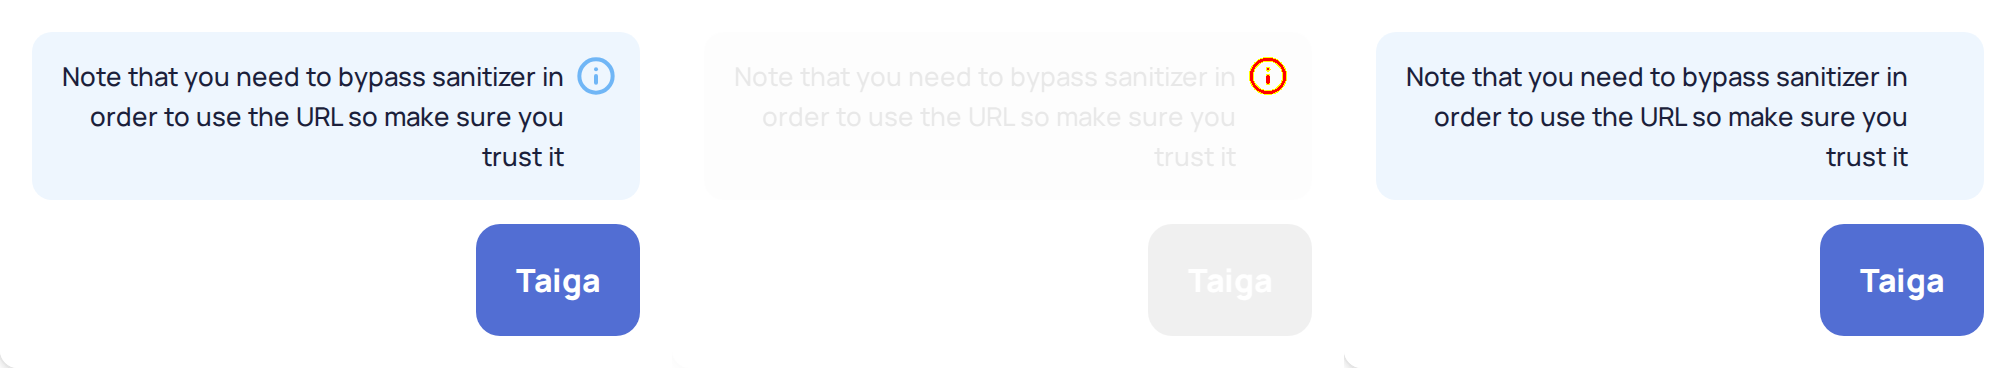 Note that you need to bypass sanitizer in
order to use the URL so make sure you
trust it
Taiga
Note that you need to bypass sanitizer in
order to use the URL so make sure you
trust it
Taiga
Note that you need to bypass sanitizer in
order to use the URL so make sure you
trust it
Taiga